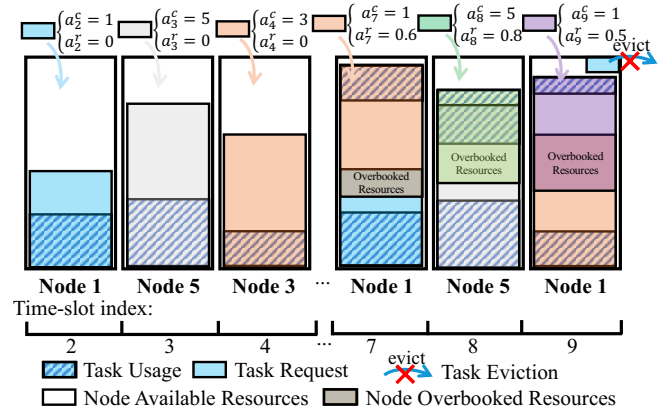 a_2^c = 1 a_3^c = 5 a_4^c = 3 a_7^c = 1 a_8^c = 5 a_9^c = 1
a_2^r = 0 a_3^r = 0 a_4^r = 0 a_7^r = 0.6 a_8^r = 0.8 a_9^r = 0.5
evict
Overbooked Resources
Overbooked Resources
Overbooked Resources
Node 1 Node 5 Node 3 ... Node 1 Node 5 Node 1
Time-slot index:
2 3 4 ... 7 8 9
Task Usage Task Request evict Task Eviction
Node Available Resources Node Overbooked Resources